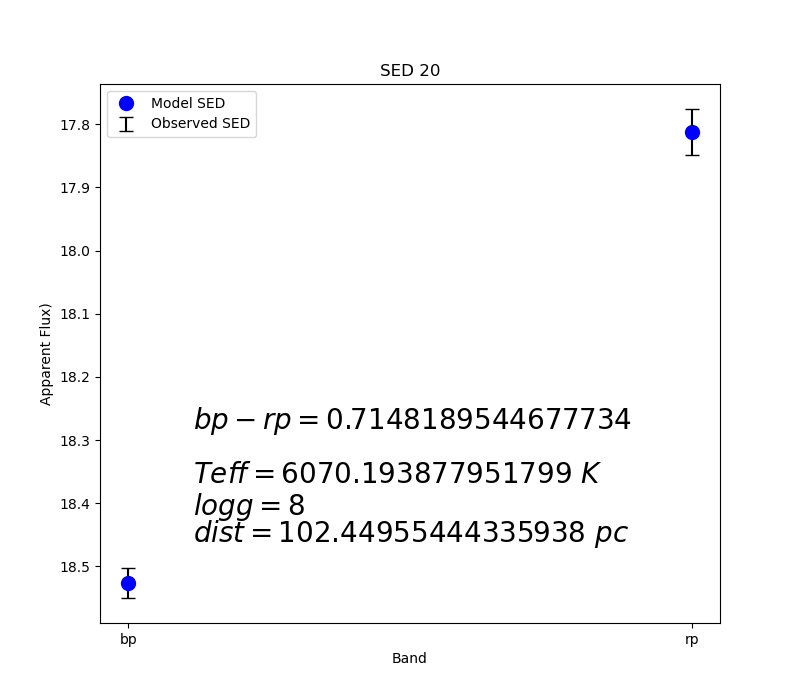 SED 20
Model SED
Observed SED
17.8
17.9
18.0
18.1
18.2
18.3
18.4
18.5
Apparent Flux)
bp − rp = 0.7148189544677734
Teff = 6070.193877951799 K
logg = 8
dist = 102.44955444335938 pc
bp
rp
Band